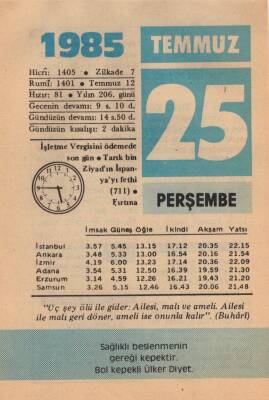 1985
TEMMUZ
25
PERŞEMBE
Hicrî: 1405 • Zilkade 7
Rumî: 1401 • Temmuz 12
Hızır: 81 • Yılın 206. günü
Gecenin devamı: 9 s. 10 d.
Gündüzün devamı: 14 s.50 d.
Gündüzün kısalışı: 2 dakika
İşletme Vergisini ödemede
son gün • Tarık bin
Ziyad'ın İspan-
ya'yı fethi
(711) •
Fırtına
İmsak Güneş Öğle İkindi Akşam Yatsı
İstanbul 3.57 5.45 13.15 17.12 20.35 22.15
Ankara 3.48 5.33 13.00 16.54 20.16 21.54
İzmir 4.19 6.00 13.23 17.14 20.36 22.09
Adana 3.54 5.31 12.50 16.39 19.59 21.30
Erzurum 3.14 4.59 12.26 16.21 19.43 21.20
Samsun 3.26 5.15 12.46 16.43 20.06 21.48
"Üç şey ölü ile gider: Ailesi, malı ve ameli. Ailesi
ile malı geri döner, ameli ise onunla kalır". (Buhârî)
Sağlıklı beslenmenin
gereği kepektir.
Bol kepekli Ülker Diyet.